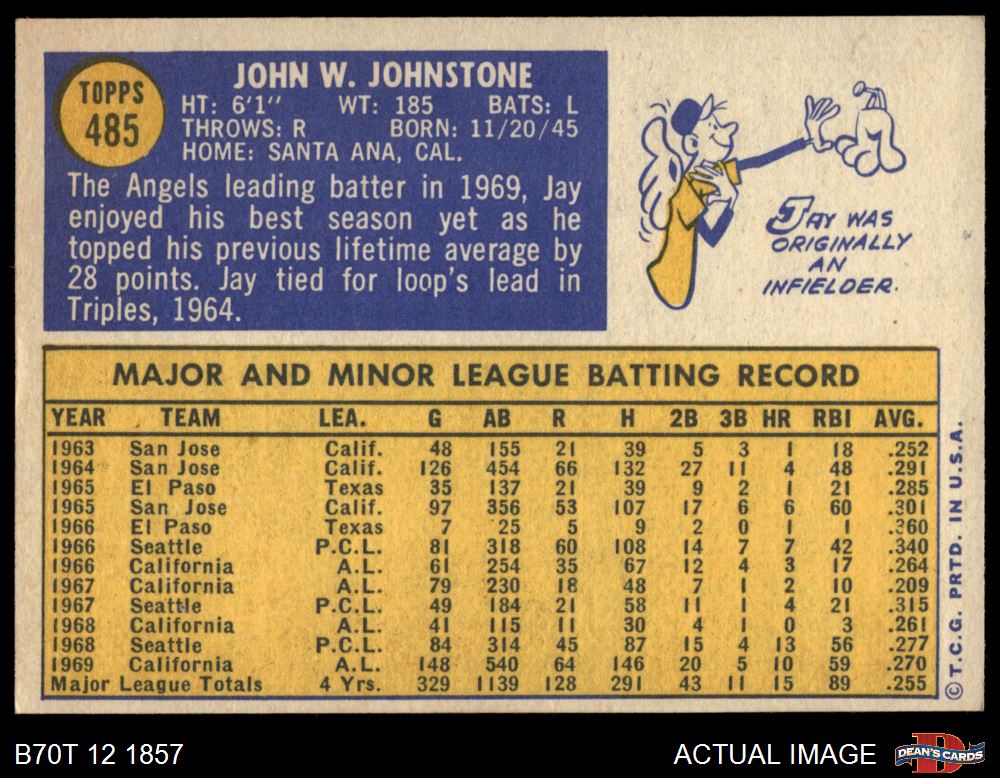 TOPPS
485
JOHN W. JOHNSTONE
HT: 6'1" WT: 185 BATS: L
THROWS: R BORN: 11/20/45
HOME: SANTA ANA, CAL.
The Angels leading batter in 1969, Jay
enjoyed his best season yet as he
topped his previous lifetime average by
28 points. Jay tied for loop's lead in
Triples, 1964.
JAY WAS
ORIGINALLY
AN
INFIELDER.
MAJOR AND MINOR LEAGUE BATTING RECORD
YEAR TEAM LEA. G AB R H 2B 3B HR RBI AVG.
1963 San Jose Calif. 48 155 21 39 5 3 1 18 .252
1964 San Jose Calif. 126 454 66 132 27 11 4 48 .291
1965 El Paso Texas 35 137 21 39 9 2 1 21 .285
1965 San Jose Calif. 97 356 53 107 17 6 6 60 .301
1966 El Paso Texas 7 25 5 9 2 0 1 1 .360
1966 Seattle P.C.L. 81 318 60 108 14 7 7 42 .340
1966 California A.L. 61 254 35 67 12 4 3 17 .264
1967 California A.L. 79 230 18 48 7 1 2 10 .209
1967 Seattle P.C.L. 49 184 21 58 11 1 4 21 .315
1968 California A.L. 41 115 11 30 4 1 0 3 .261
1968 Seattle P.C.L. 84 314 45 87 15 4 13 56 .277
1969 California A.L. 148 540 64 146 20 5 10 59 .270
Major League Totals 4 Yrs. 329 1139 128 291 43 11 15 89 .255
© T.C.G. PRTD. IN U.S.A.
B70T 12 1857
ACTUAL IMAGE
D
DEAN'S CARDS